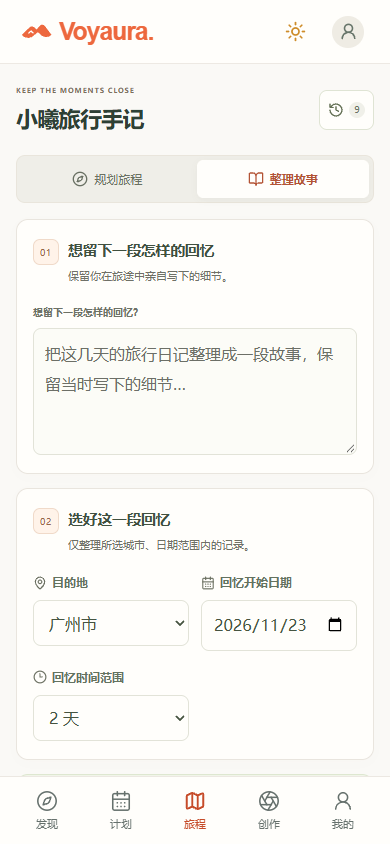 Voyaura.
KEEP THE MOMENTS CLOSE
小曦旅行手记
9
规划旅程
整理故事
01
想留下一段怎样的回忆
保留你在旅途中亲自写下的细节。
想留下一段怎样的回忆？
把这几天的旅行日记整理成一段故事，保
留当时写下的细节...
02
选好这一段回忆
仅整理所选城市、日期范围内的记录。
目的地
回忆开始日期
广州市
2026/11/23
回忆时间范围
2 天
发现
计划
旅程
创作
我的